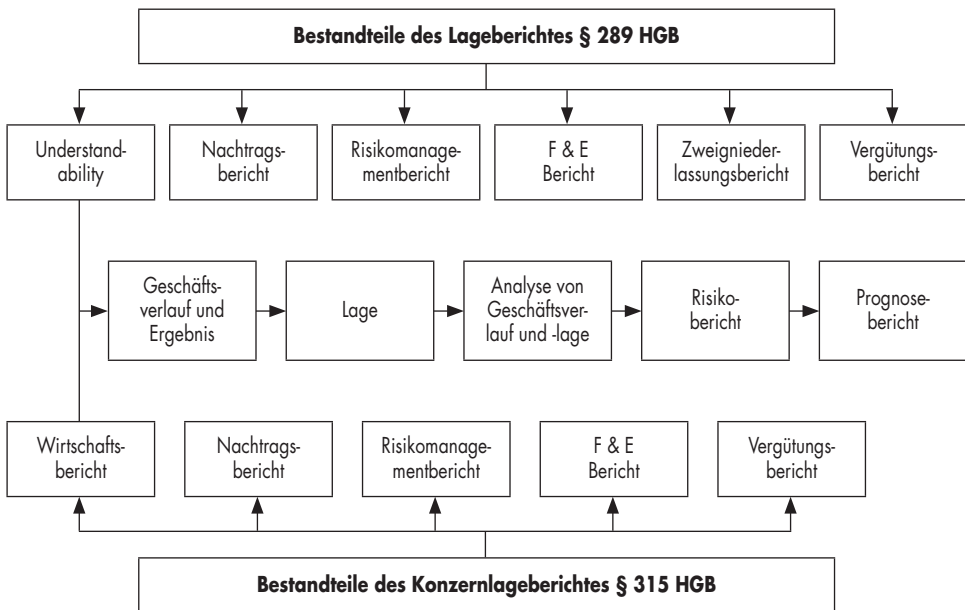 Bestandteile des Lageberichtes § 289 HGB
Understand-
ability
Nachtrags-
bericht
Risikomanage-
mentbericht
F & E
Bericht
Zweignieder-
lassungsbericht
Vergütungs-
bericht
Geschäfts-
verlauf und
Ergebnis
Lage
Analyse von
Geschäftsver-
lauf und -lage
Risiko-
bericht
Prognose-
bericht
Wirtschafts-
bericht
Nachtrags-
bericht
Risikomanage-
mentbericht
F & E
Bericht
Vergütungs-
bericht
Bestandteile des Konzernlageberichtes § 315 HGB